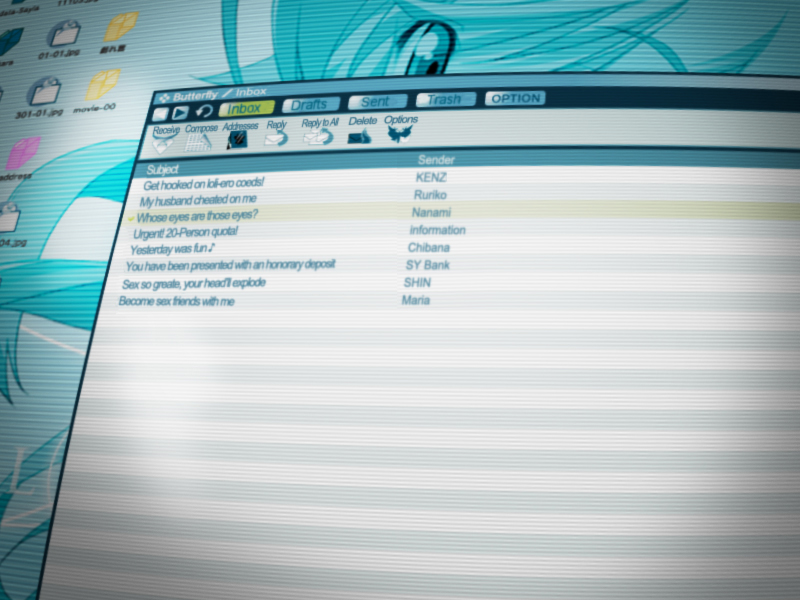 01-01.jpg
301-01.jpg
movie-00
address
04.jpg
Butterfly / Inbox
Inbox Drafts Sent Trash OPTION
Receive Compose Addresses Reply Reply to All Delete Options
Subject Sender
Get hooked on loli-ero coeds! KENZ
My husband cheated on me Ruriko
Whose eyes are those eyes? Nanami
Urgent! 20-Person quota! information
Yesterday was fun♪ Chibana
You have been presented with an honorary deposit SY Bank
Sex so greate, your head'll explode SHIN
Become sex friends with me Maria